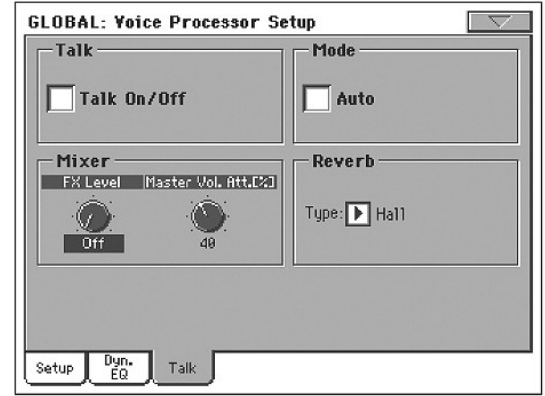 GLOBAL: Voice Processor Setup
Talk
Talk On/Off
Mode
Auto
Mixer
FX Level
Master Vol. Att.[%]
Off
40
Reverb
Type:
Hall
Setup
Dyn.
EQ
Talk